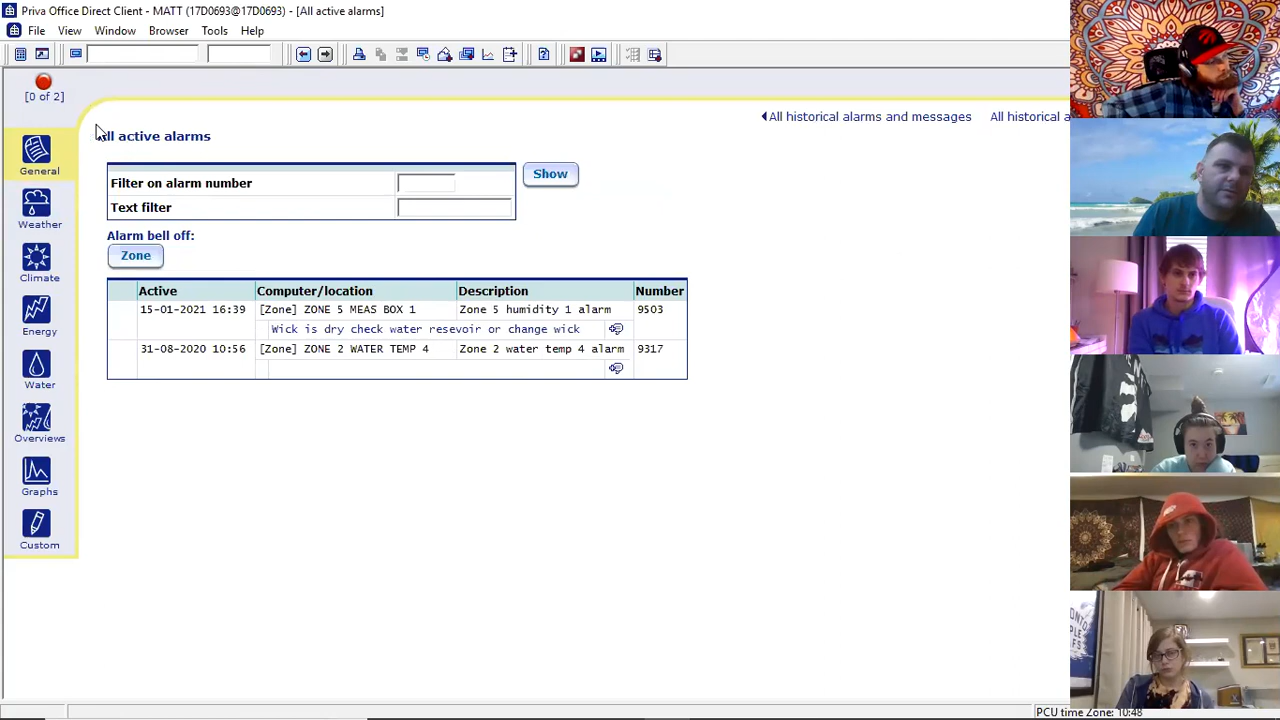 Priva Office Direct Client - MATT (17D0693@17D0693) - [All active alarms]
File View Window Browser Tools Help
[0 of 2]
All historical alarms and messages All historical a
ll active alarms
General
Filter on alarm number
Show
Text filter
Weather
Alarm bell off:
Zone
Climate
Active Computer/location Description Number
15-01-2021 16:39 [Zone] ZONE 5 MEAS BOX 1 Zone 5 humidity 1 alarm 9503
Wick is dry check water resevoir or change wick
Energy
31-08-2020 10:56 [Zone] ZONE 2 WATER TEMP 4 Zone 2 water temp 4 alarm 9317
Water
Overviews
Graphs
Custom
PCU time Zone: 10:48